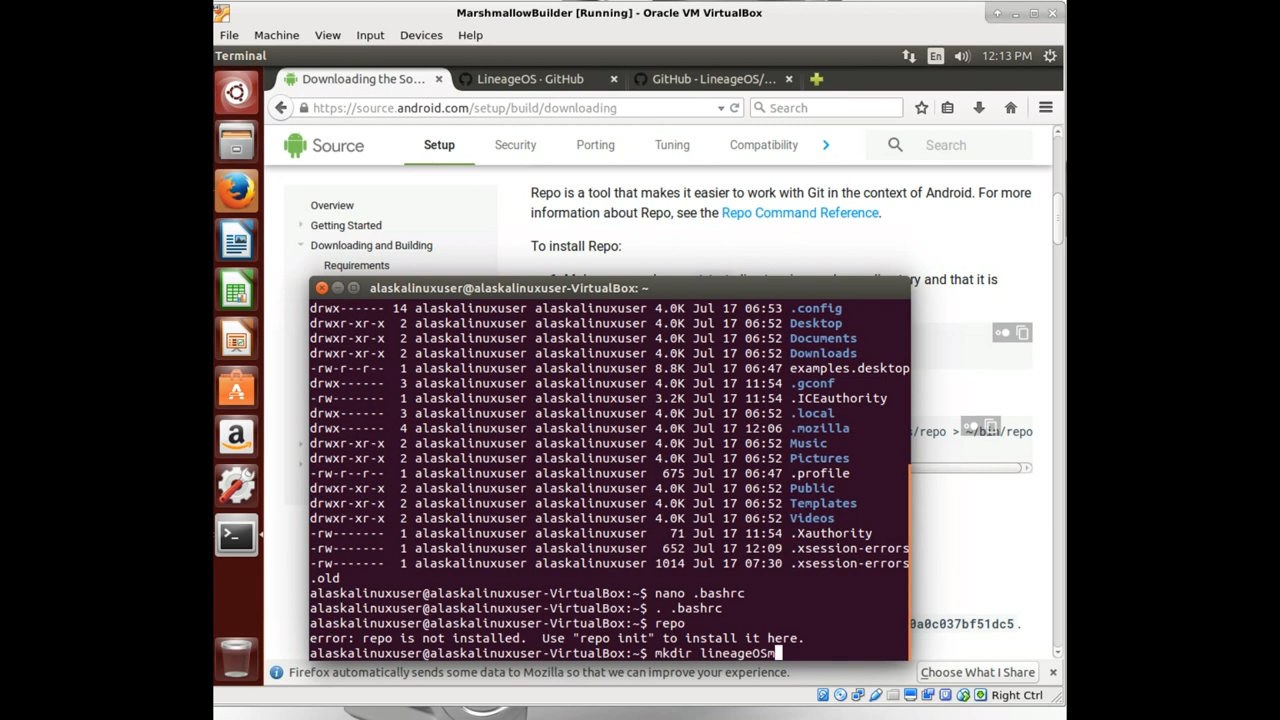 MarshmallowBuilder [Running] - Oracle VM VirtualBox
File Machine View Input Devices Help
Terminal En 12:13 PM
Downloading the So... LineageOS · GitHub GitHub - LineageOS/...
https://source.android.com/setup/build/downloading Search
Source Setup Security Porting Tuning Compatibility Search
Overview
Getting Started
Downloading and Building
Requirements
Repo is a tool that makes it easier to work with Git in the context of Android. For more
information about Repo, see the Repo Command Reference.
To install Repo:
ry and that it is
s/repo > ~/bin/repo
0a0c037bf51dc5.
alaskalinuxuser@alaskalinuxuser-VirtualBox: ~
drwx------ 14 alaskalinuxuser alaskalinuxuser 4.0K Jul 17 06:53 .config
drwxr-xr-x 2 alaskalinuxuser alaskalinuxuser 4.0K Jul 17 06:52 Desktop
drwxr-xr-x 2 alaskalinuxuser alaskalinuxuser 4.0K Jul 17 06:52 Documents
drwxr-xr-x 2 alaskalinuxuser alaskalinuxuser 4.0K Jul 17 06:52 Downloads
-rw-r--r-- 1 alaskalinuxuser alaskalinuxuser 8.8K Jul 17 06:47 examples.desktop
drwx------ 3 alaskalinuxuser alaskalinuxuser 4.0K Jul 17 11:54 .gconf
-rw------- 1 alaskalinuxuser alaskalinuxuser 3.2K Jul 17 11:54 .ICEauthority
drwx------ 3 alaskalinuxuser alaskalinuxuser 4.0K Jul 17 06:52 .local
drwx------ 4 alaskalinuxuser alaskalinuxuser 4.0K Jul 17 12:06 .mozilla
drwxr-xr-x 2 alaskalinuxuser alaskalinuxuser 4.0K Jul 17 06:52 Music
drwxr-xr-x 2 alaskalinuxuser alaskalinuxuser 4.0K Jul 17 06:52 Pictures
-rw-r--r-- 1 alaskalinuxuser alaskalinuxuser 675 Jul 17 06:47 .profile
drwxr-xr-x 2 alaskalinuxuser alaskalinuxuser 4.0K Jul 17 06:52 Public
drwxr-xr-x 2 alaskalinuxuser alaskalinuxuser 4.0K Jul 17 06:52 Templates
drwxr-xr-x 2 alaskalinuxuser alaskalinuxuser 4.0K Jul 17 06:52 Videos
-rw------- 1 alaskalinuxuser alaskalinuxuser 71 Jul 17 11:54 .Xauthority
-rw------- 1 alaskalinuxuser alaskalinuxuser 652 Jul 17 12:09 .xsession-errors
-rw------- 1 alaskalinuxuser alaskalinuxuser 1014 Jul 17 07:30 .xsession-errors
.old
alaskalinuxuser@alaskalinuxuser-VirtualBox:~$ nano .bashrc
alaskalinuxuser@alaskalinuxuser-VirtualBox:~$ . .bashrc
alaskalinuxuser@alaskalinuxuser-VirtualBox:~$ repo
error: repo is not installed. Use "repo init" to install it here.
alaskalinuxuser@alaskalinuxuser-VirtualBox:~$ mkdir lineageOSm
Firefox automatically sends some data to Mozilla so that we can improve your experience. Choose What I Share
Right Ctrl